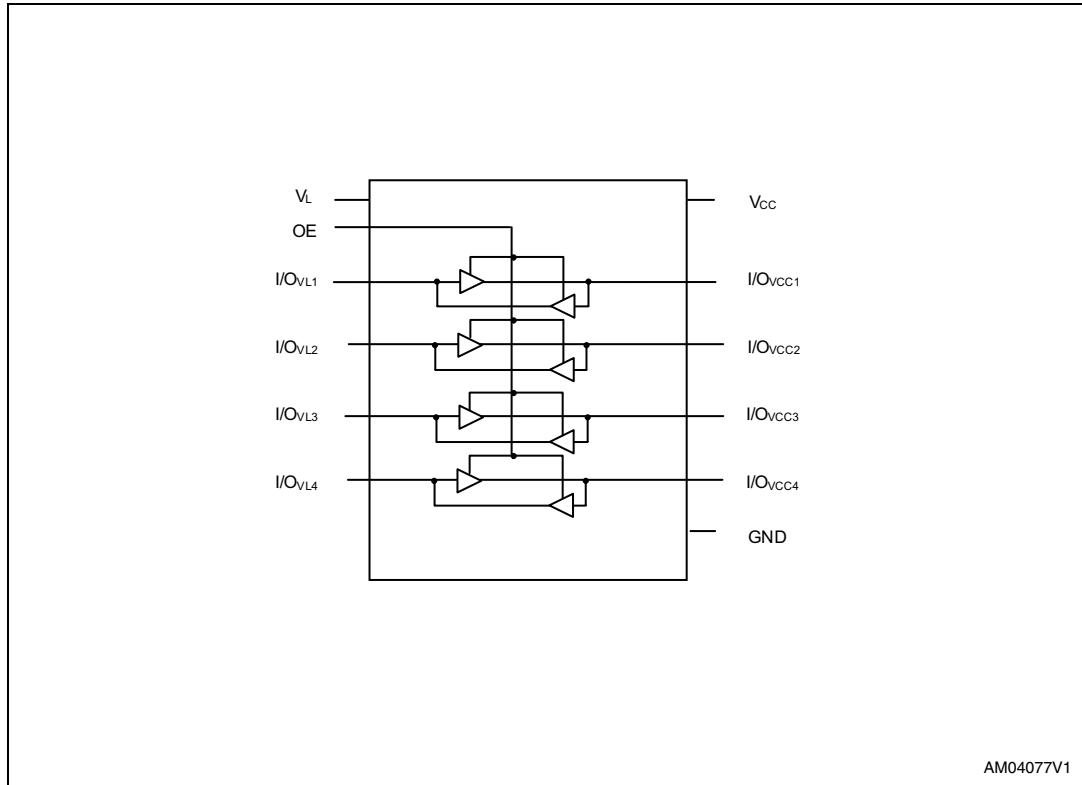 VL VCC
OE
I/OVL1 I/OVCC1
I/OVL2 I/OVCC2
I/OVL3 I/OVCC3
I/OVL4 I/OVCC4
GND
AM04077V1